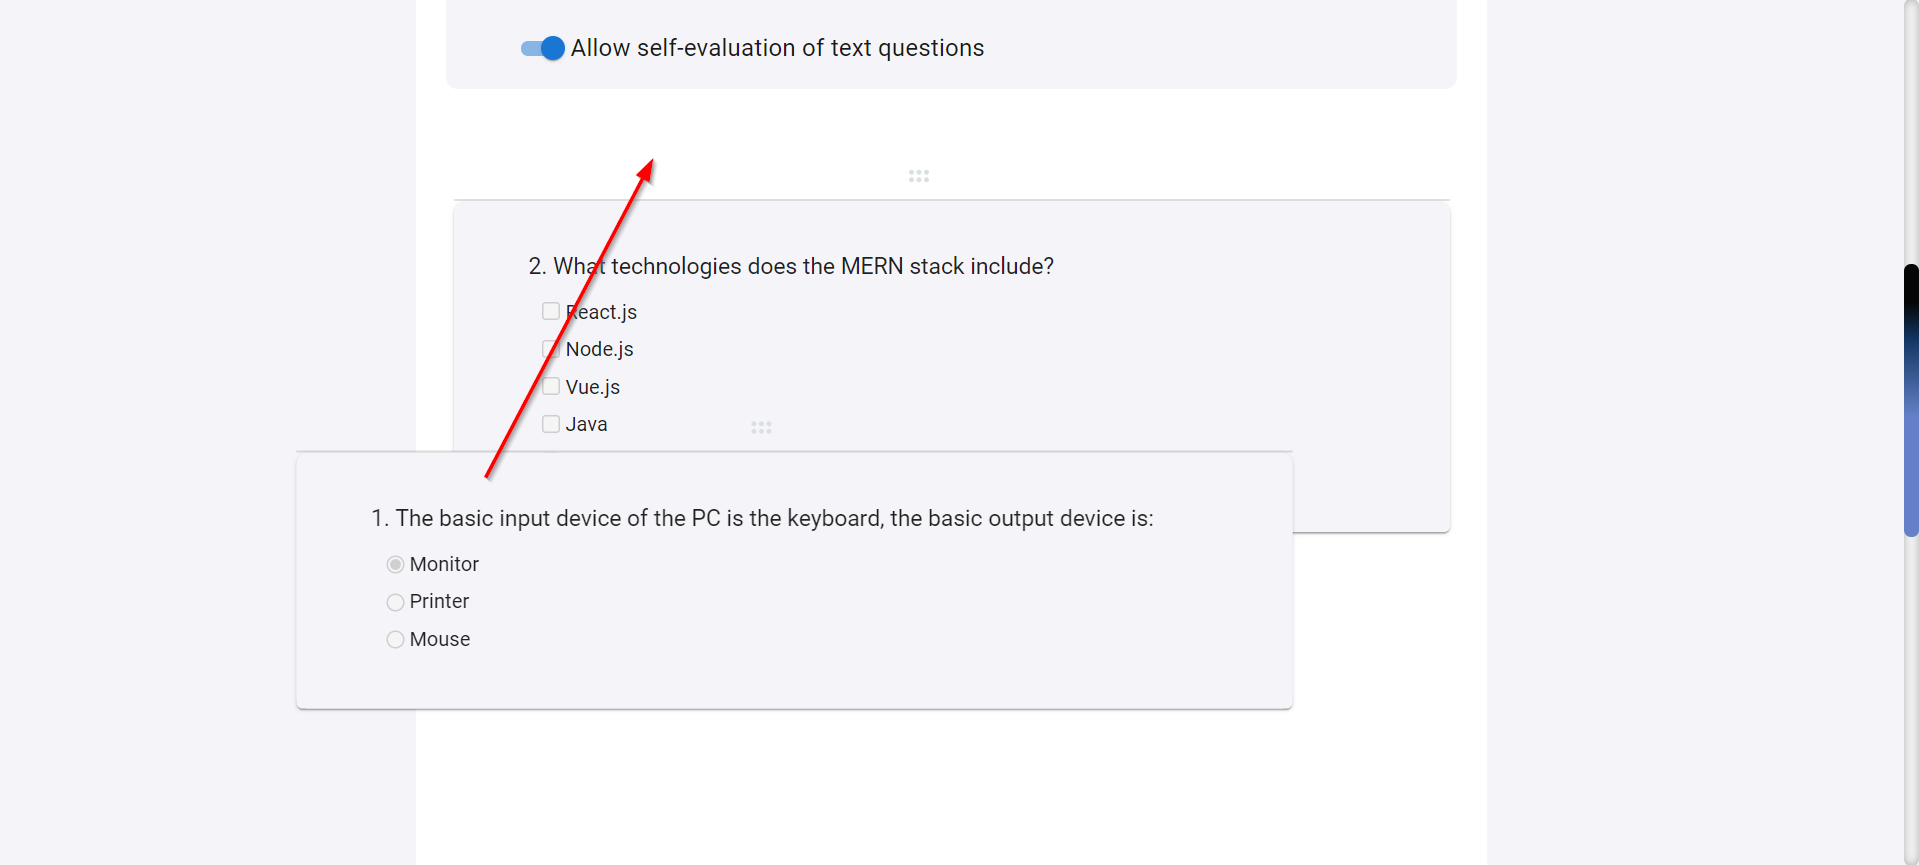 Allow self-evaluation of text questions
2. What technologies does the MERN stack include?
React.js
Node.js
Vue.js
Java
1. The basic input device of the PC is the keyboard, the basic output device is:
Monitor
Printer
Mouse